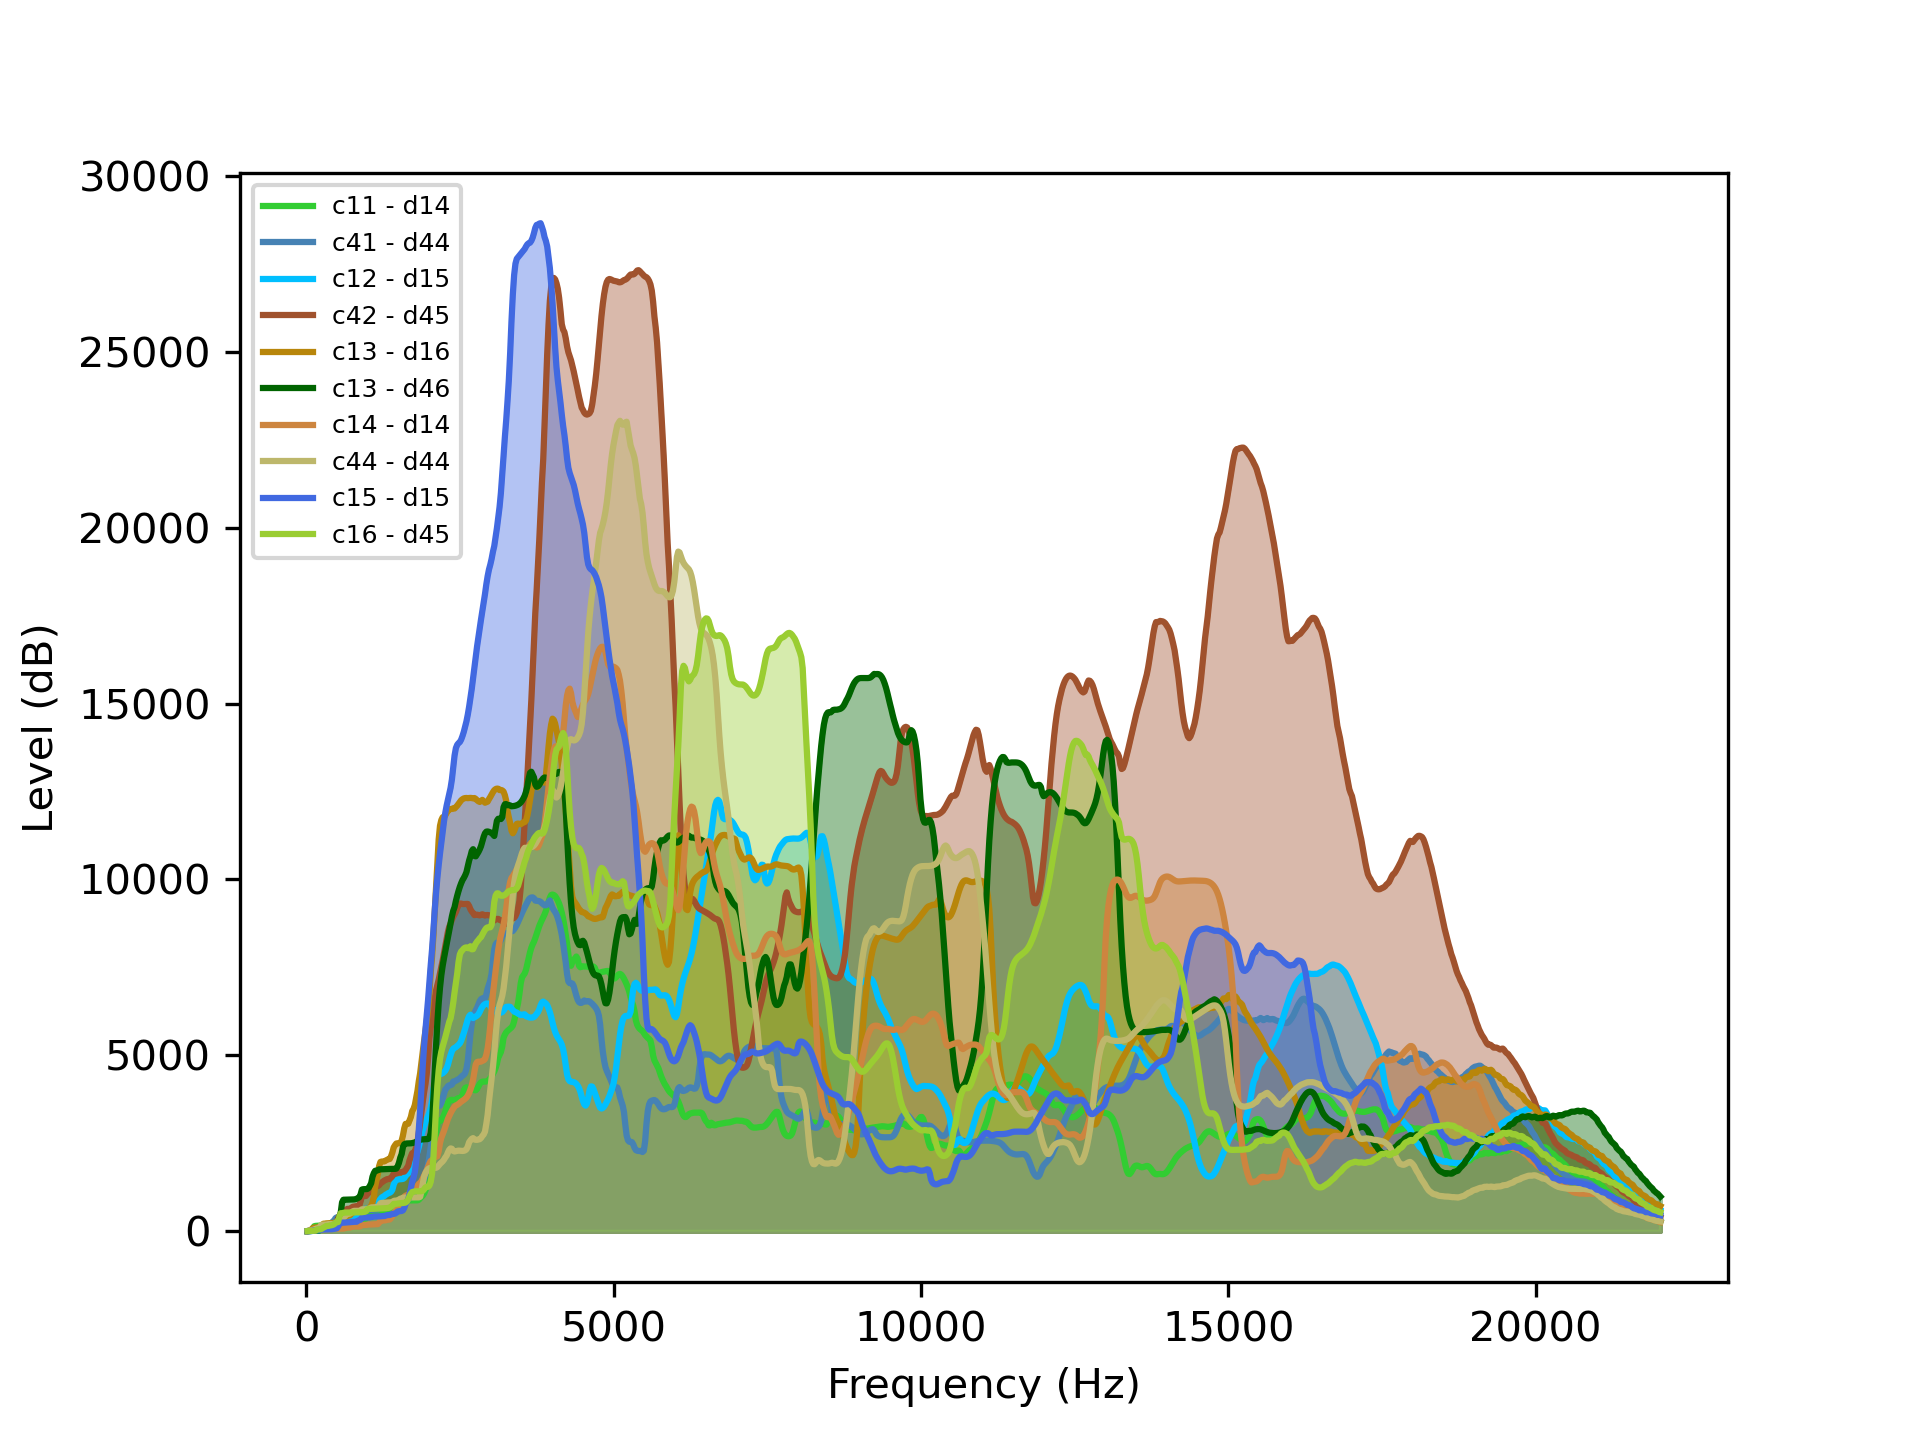 30000
25000
20000
15000
10000
5000
0
Level (dB)
c11 - d14
c41 - d44
c12 - d15
c42 - d45
c13 - d16
c13 - d46
c14 - d14
c44 - d44
c15 - d15
c16 - d45
0 5000 10000 15000 20000
Frequency (Hz)